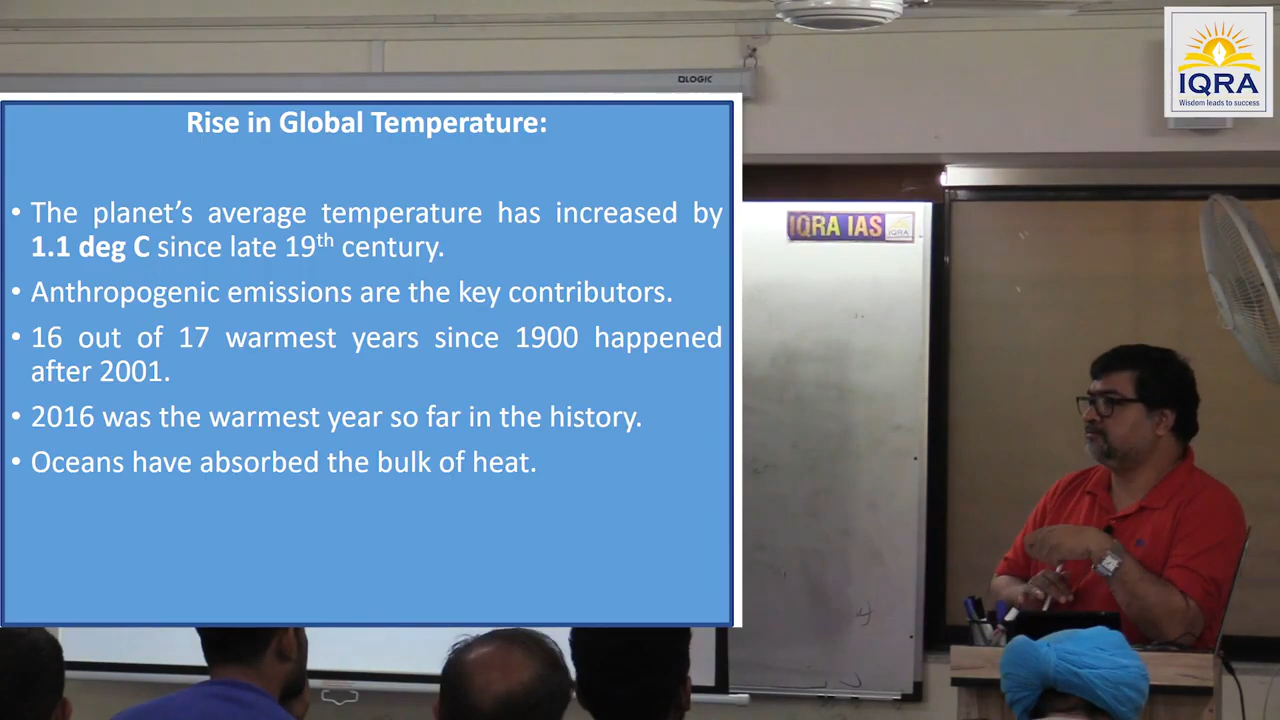 LOGIC
IQRA
Wisdom leads to success
Rise in Global Temperature:
• The planet's average temperature has increased by
1.1 deg C since late 19th century.
• Anthropogenic emissions are the key contributors.
• 16 out of 17 warmest years since 1900 happened
after 2001.
• 2016 was the warmest year so far in the history.
• Oceans have absorbed the bulk of heat.
IQRA IAS
IQRA
4